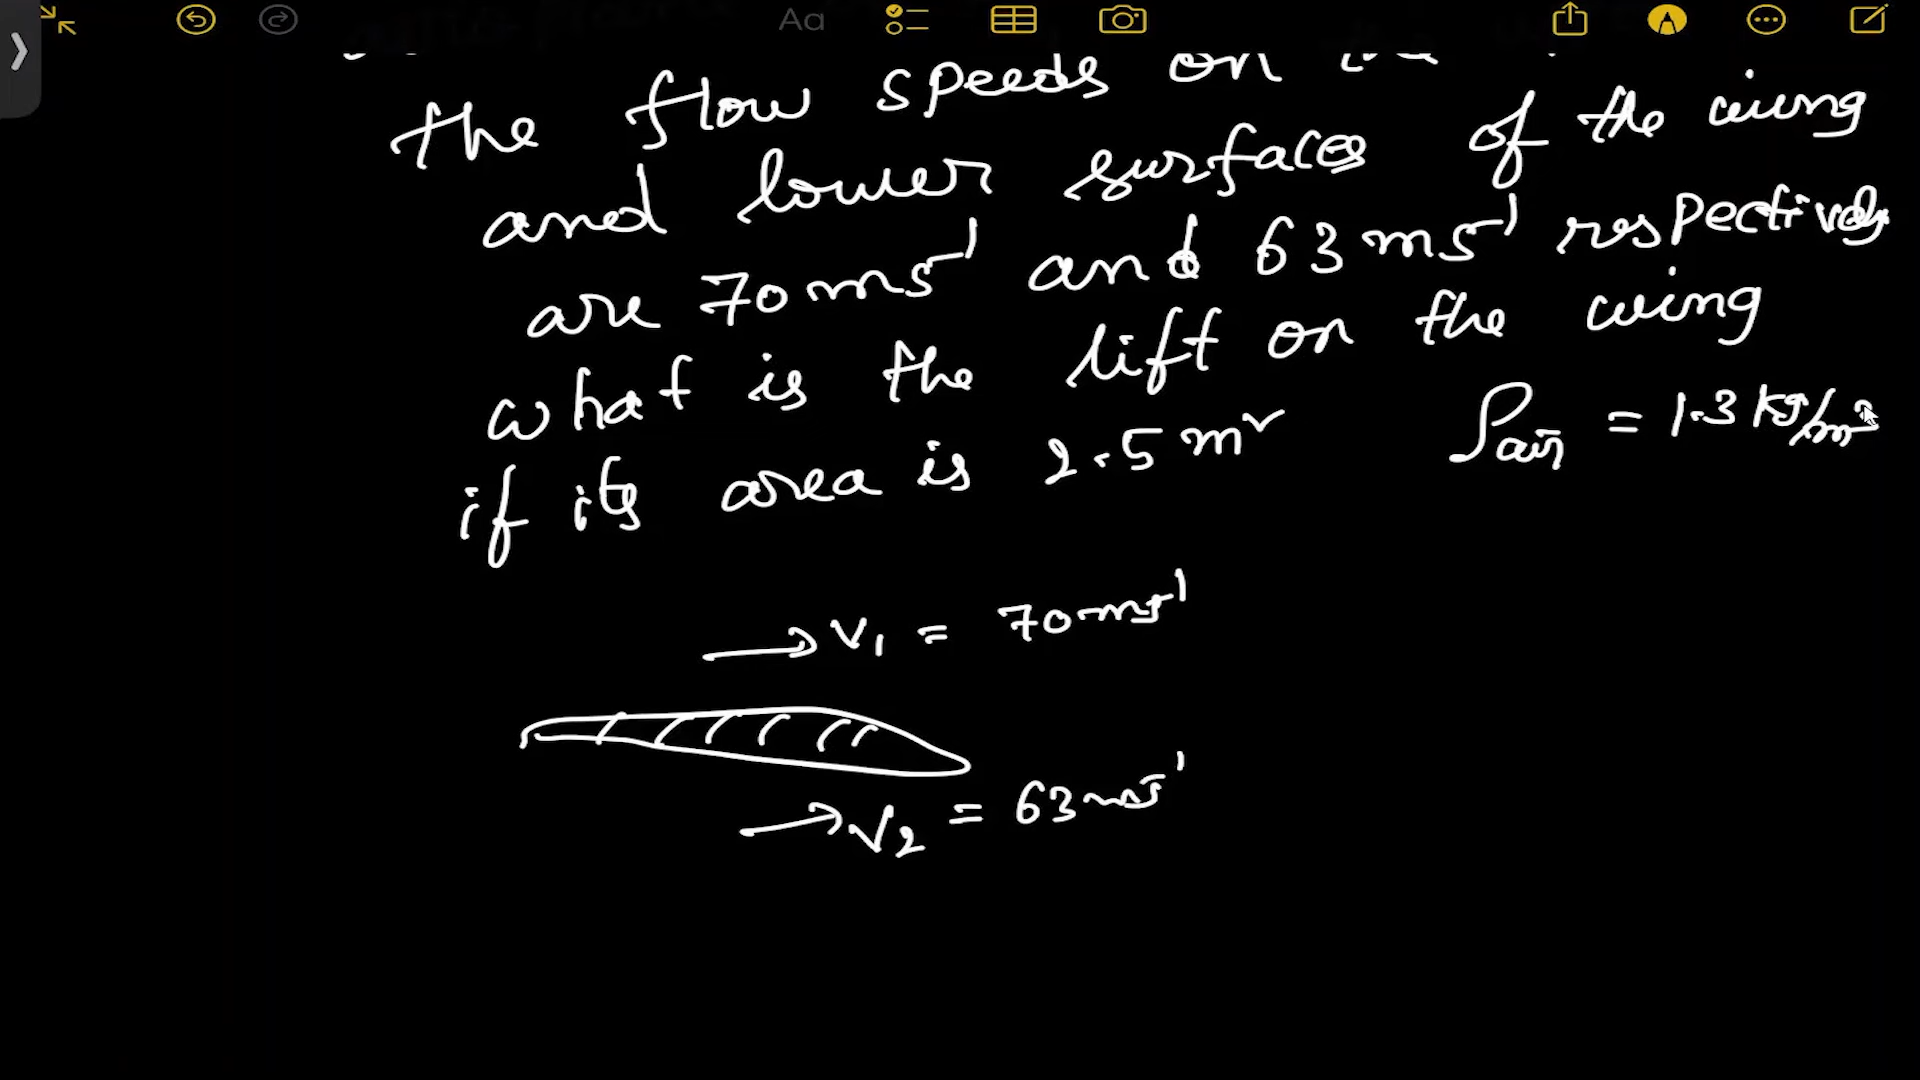 Aa
the flow speeds on
and lower surfaces of the wing
are 70 ms⁻¹ and 63 ms⁻¹ respectively
what is the lift on the wing
if its area is 2.5 m² ρair = 1.3 kg/m³
→ V₁ = 70 ms⁻¹
→ V₂ = 63 ms⁻¹